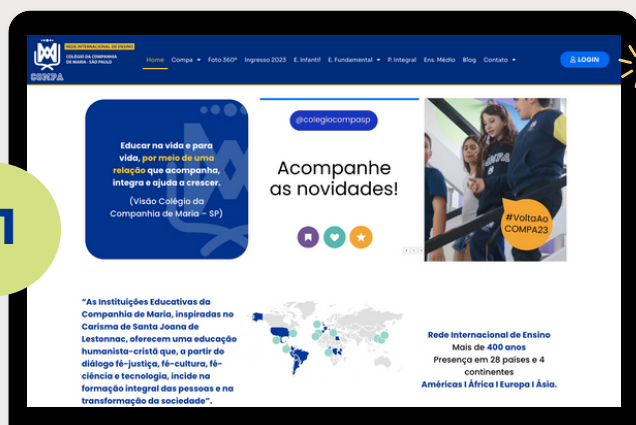 REDE INTERNACIONAL DE ENSINO
COLÉGIO DA COMPANHIA
DE MARIA - SÃO PAULO
COMPA
Home Compa Foto 360º Ingresso 2023 E. Infantil E. Fundamental P. Integral Ens. Médio Blog Contato
LOGIN
Educar na vida e para
vida, por meio de uma
relação que acompanha,
integra e ajuda a crescer.
(Visão Colégio da
Companhia de Maria – SP)
@colegiocompasp
Acompanhe
as novidades!
#VoltaAo
COMPA23
1
"As Instituições Educativas da
Companhia de Maria, inspiradas no
Carisma de Santa Joana de
Lestonnac, oferecem uma educação
humanista-cristã que, a partir do
diálogo fé-justiça, fé-cultura, fé-
ciência e tecnologia, incide na
formação integral das pessoas e na
transformação da sociedade".
Rede Internacional de Ensino
Mais de 400 anos
Presença em 28 países e 4
continentes
Américas I África I Europa I Ásia.